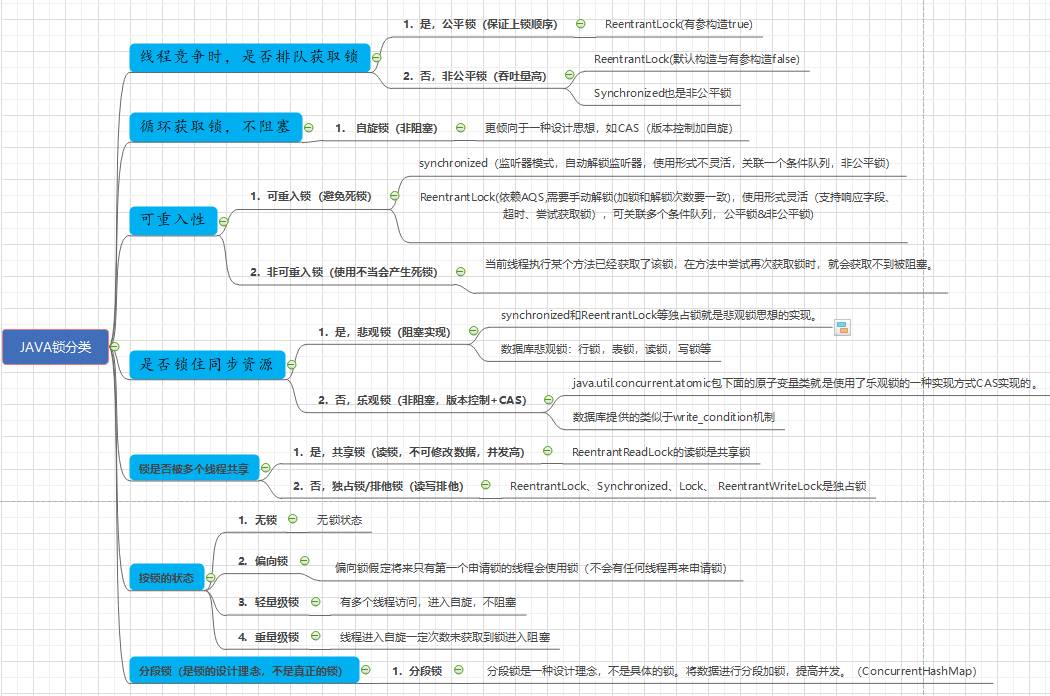 JAVA锁分类
线程竞争时，是否排队获取锁
1. 是，公平锁（保证上锁顺序）
ReentrantLock(有参构造true)
2. 否，非公平锁（吞吐量高）
ReentrantLock(默认构造与有参构造false)
Synchronized也是非公平锁
循环获取锁，不阻塞
1. 自旋锁（非阻塞）
更倾向于一种设计思想，如CAS（版本控制加自旋）
可重入性
1. 可重入锁（避免死锁）
synchronized（监听器模式，自动解锁监听器，使用形式不灵活，关联一个条件队列，非公平锁）
ReentrantLock(依赖AQS,需要手动解锁(加锁和解锁次数要一致)，使用形式灵活（支持响应字段、
超时、尝试获取锁），可关联多个条件队列，公平锁&非公平锁)
2. 非可重入锁（使用不当会产生死锁）
当前线程执行某个方法已经获取了该锁，在方法中尝试再次获取锁时，就会获取不到被阻塞。
是否锁住同步资源
1. 是，悲观锁（阻塞实现）
synchronized和ReentrantLock等独占锁就是悲观锁思想的实现。
数据库悲观锁：行锁，表锁，读锁，写锁等
2. 否，乐观锁（非阻塞，版本控制+CAS）
java.util.concurrent.atomic包下面的原子变量类就是使用了乐观锁的一种实现方式CAS实现的。
数据库提供的类似于write_condition机制
锁是否被多个线程共享
1. 是，共享锁（读锁，不可修改数据，并发高）
ReentrantReadLock的读锁是共享锁
2. 否，独占锁/排他锁（读写排他）
ReentrantLock、Synchronized、Lock、 ReentrantWriteLock是独占锁
按锁的状态
1. 无锁
无锁状态
2. 偏向锁
偏向锁假定将来只有第一个申请锁的线程会使用锁（不会有任何线程再来申请锁）
3. 轻量级锁
有多个线程访问，进入自旋，不阻塞
4. 重量级锁
线程进入自旋一定次数未获取到锁进入阻塞
分段锁（是锁的设计理念，不是真正的锁）
1. 分段锁
分段锁是一种设计理念，不是具体的锁。将数据进行分段加锁，提高并发。（ConcurrentHashMap）